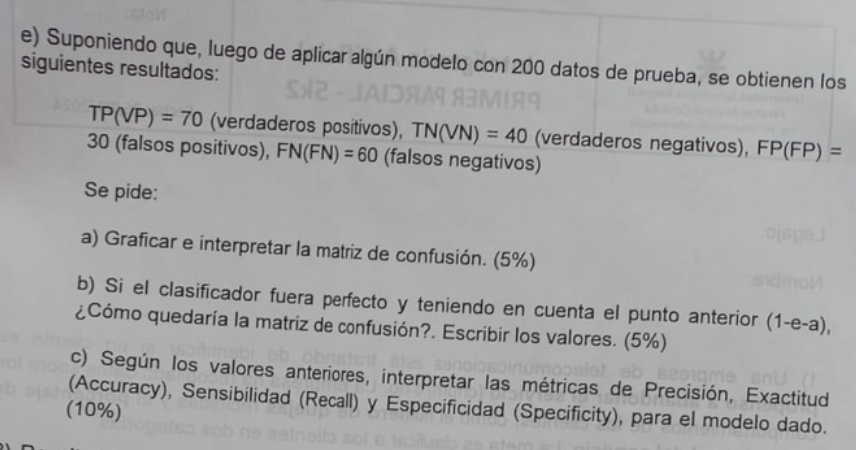 e) Suponiendo que, luego de aplicar algún modelo con 200 datos de prueba, se obtienen los
siguientes resultados:
TP(VP) = 70 (verdaderos positivos), TN(VN) = 40 (verdaderos negativos), FP(FP) =
30 (falsos positivos), FN(FN) = 60 (falsos negativos)
Se pide:
a) Graficar e interpretar la matriz de confusión. (5%)
b) Si el clasificador fuera perfecto y teniendo en cuenta el punto anterior (1-e-a),
¿Cómo quedaría la matriz de confusión?. Escribir los valores. (5%)
c) Según los valores anteriores, interpretar las métricas de Precisión, Exactitud
(Accuracy), Sensibilidad (Recall) y Especificidad (Specificity), para el modelo dado.
(10%)